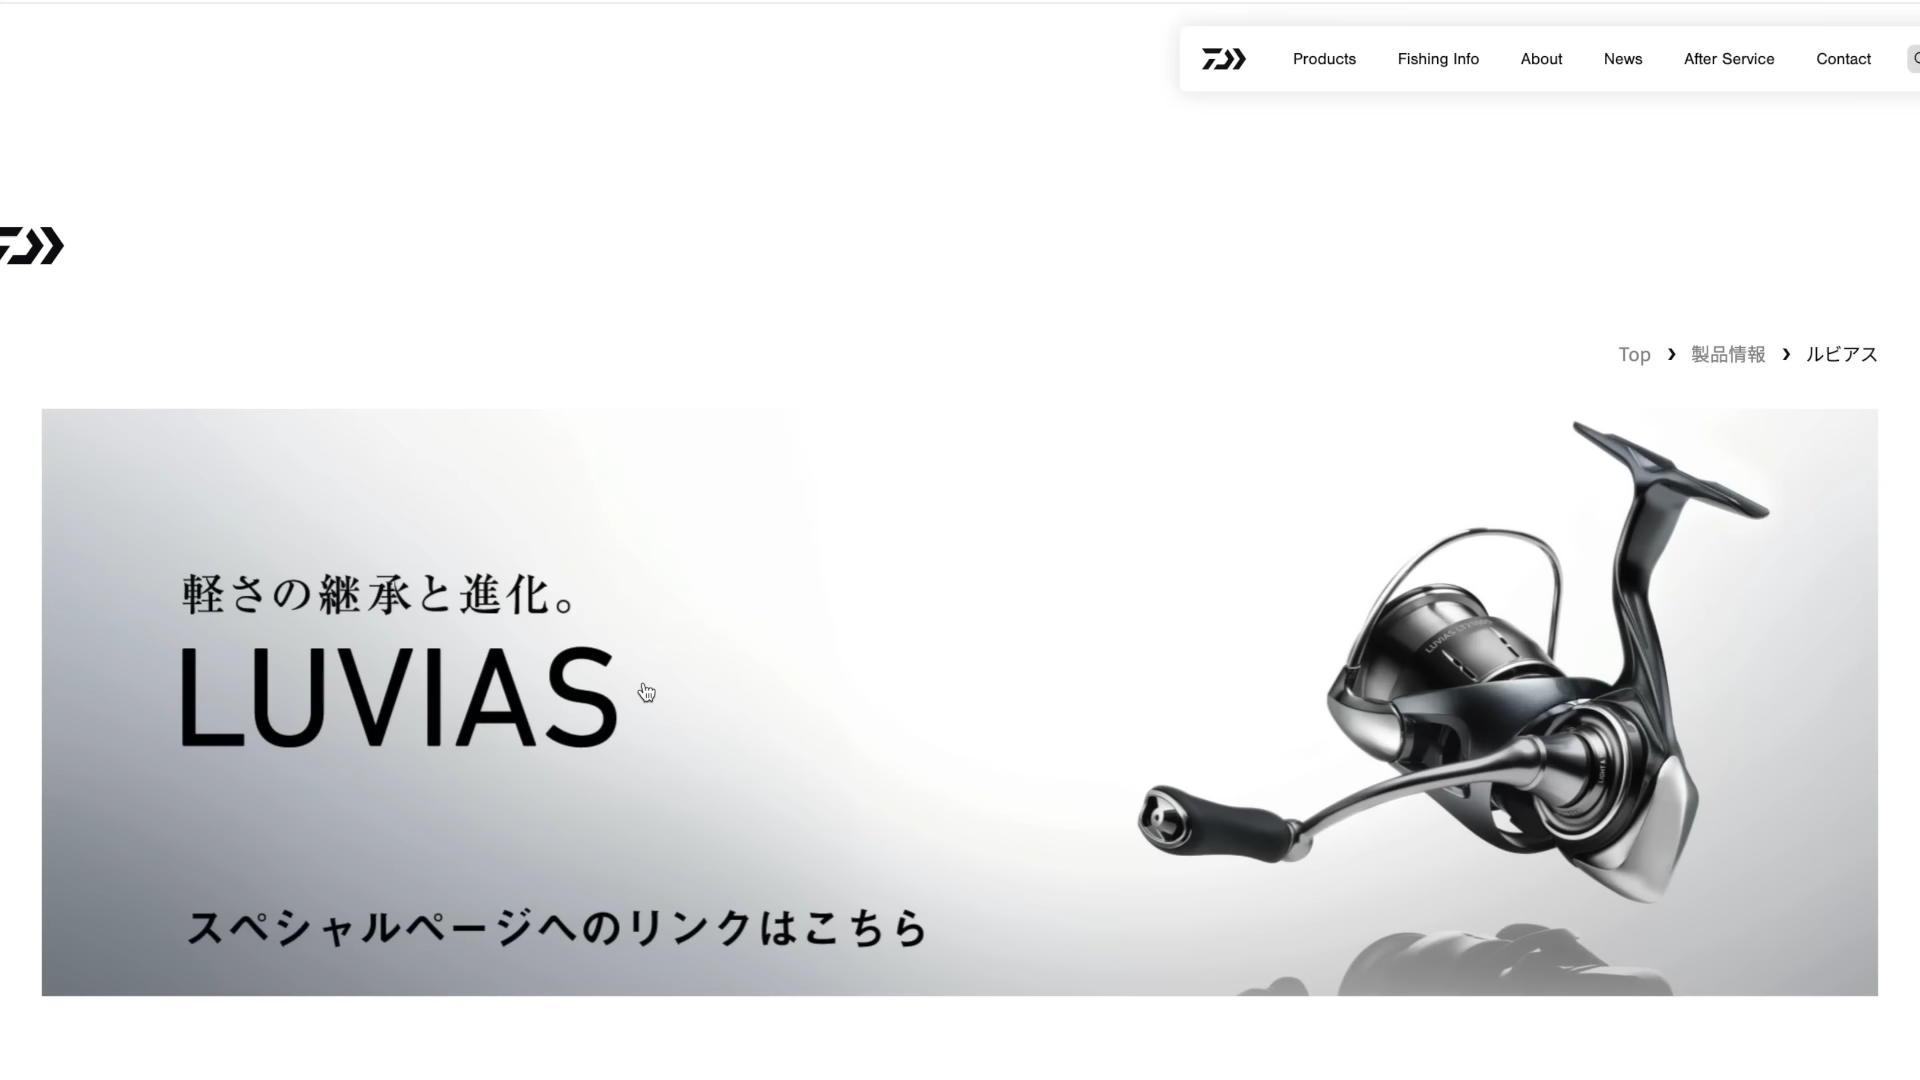 Products Fishing Info About News After Service Contact
Top › 製品情報 › ルビアス
軽さの継承と進化。
LUVIAS
スペシャルページへのリンクはこちら